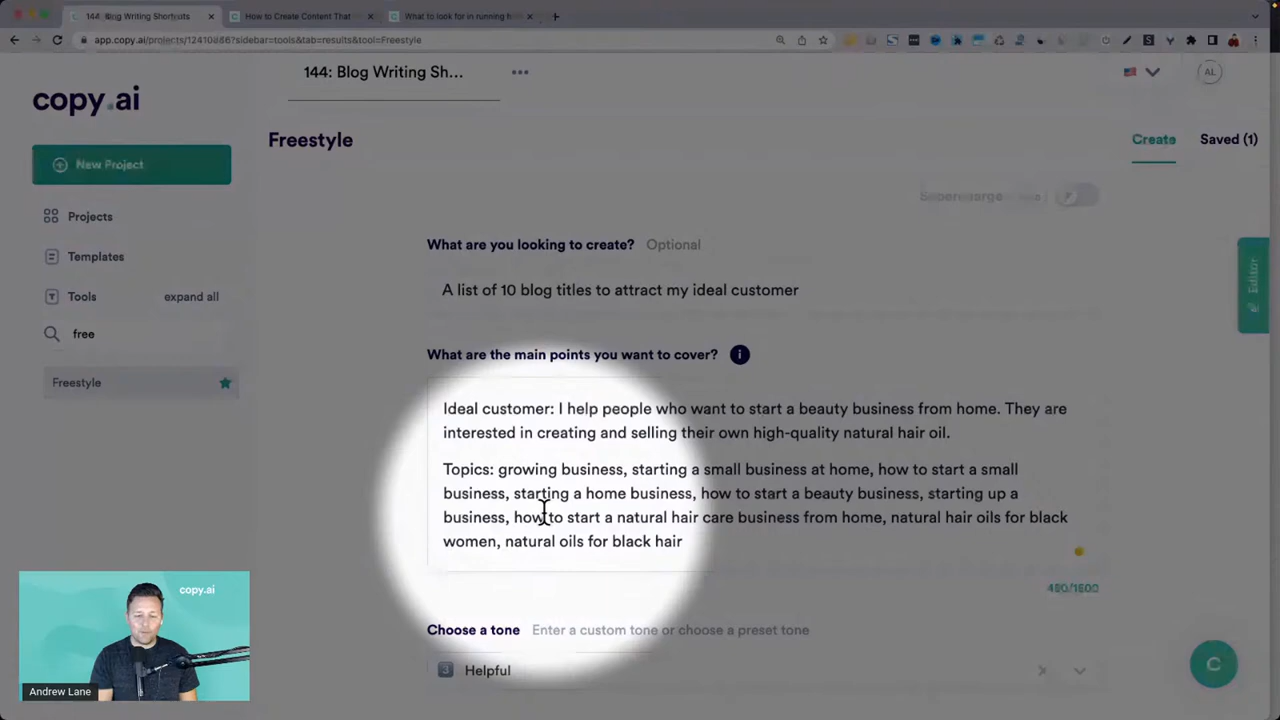 144: Blog Writing Shortcuts
How to Create Content That
What to look for in running h
app.copy.ai/projects/12410886?sidebar=tools&tab=results&tool=Freestyle
copy.ai
144: Blog Writing Sh...
AL
New Project
Freestyle
Create
Saved (1)
Projects
Templates
Tools
expand all
free
Freestyle
What are you looking to create?
Optional
A list of 10 blog titles to attract my ideal customer
What are the main points you want to cover?
Ideal customer: I help people who want to start a beauty business from home. They are
interested in creating and selling their own high-quality natural hair oil.
Topics: growing business, starting a small business at home, how to start a small
business, starting a home business, how to start a beauty business, starting up a
business, how to start a natural hair care business from home, natural hair oils for black
women, natural oils for black hair
Choose a tone
Enter a custom tone or choose a preset tone
3
Helpful
Editor
C
copy.ai
Andrew Lane